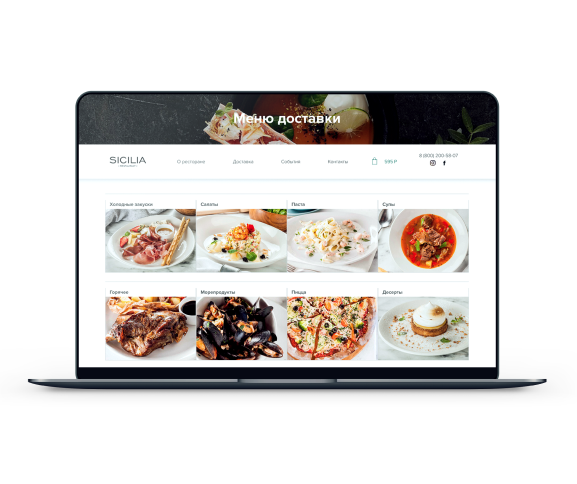 Меню доставки
SICILIA
О ресторане
Доставка
События
Контакты
595 Р
8 (800) 200-58-07
Холодные закуски
Салаты
Паста
Супы
Горячее
Морепродукты
Пицца
Десерты